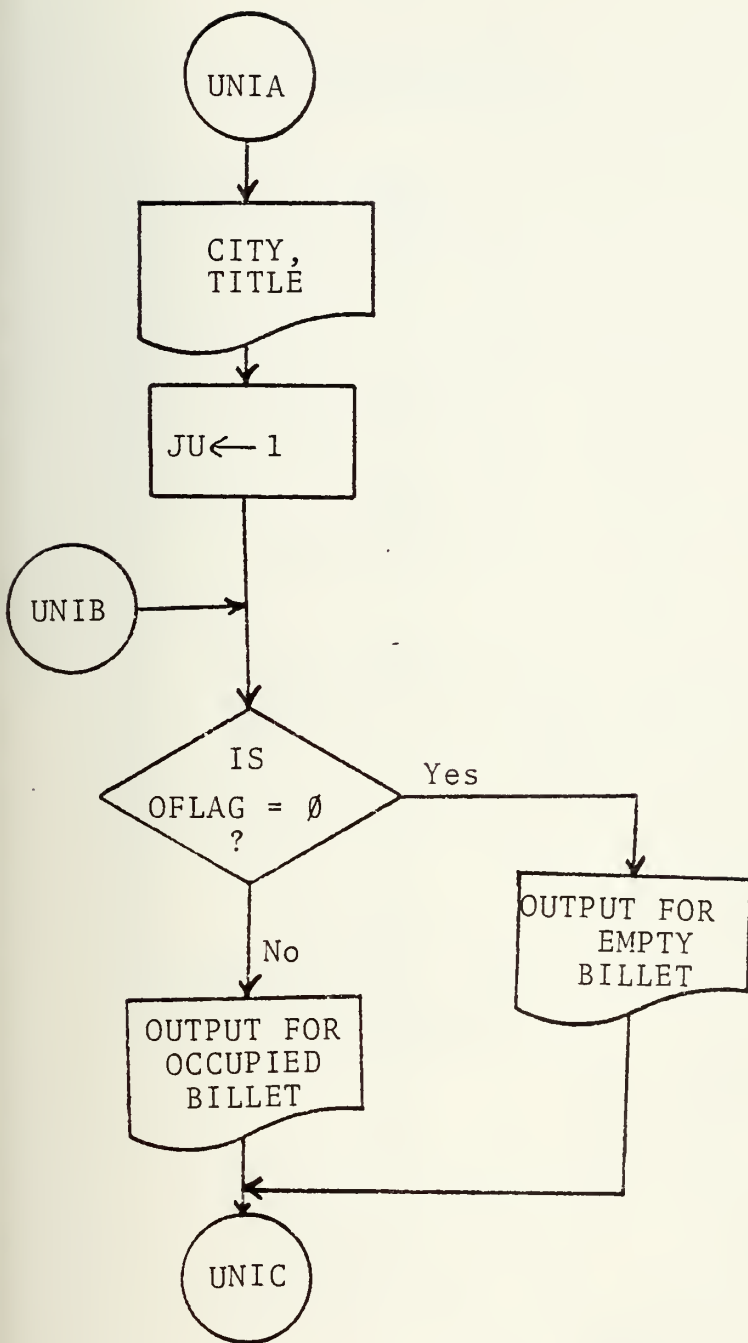 UNIA
CITY,
TITLE
JU← 1
UNIB
IS
OFLAG = Ø
?
Yes
No
OUTPUT FOR
EMPTY
BILLET
OUTPUT FOR
OCCUPIED
BILLET
UNIC